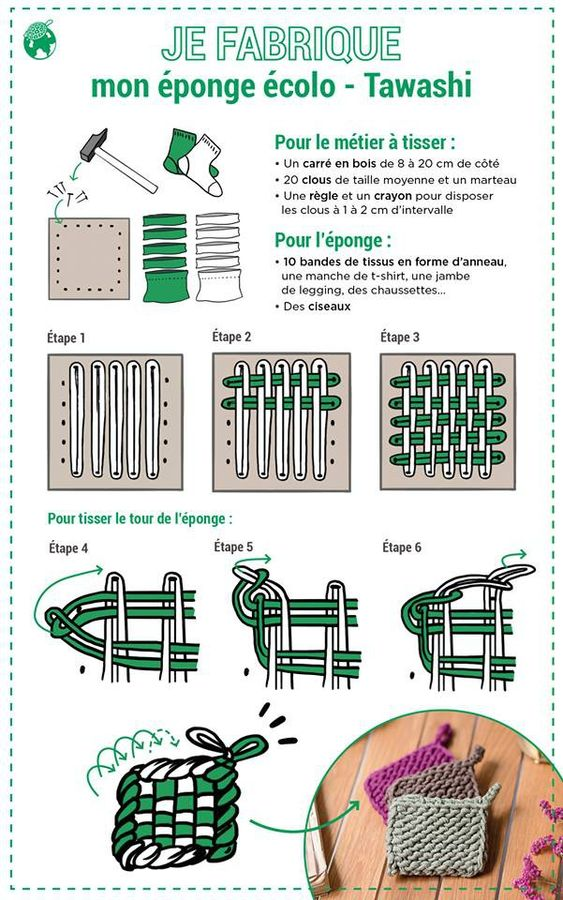 JE FABRIQUE
mon éponge écolo - Tawashi
Pour le métier à tisser :
• Un carré en bois de 8 à 20 cm de côté
• 20 clous de taille moyenne et un marteau
• Une règle et un crayon pour disposer
les clous à 1 à 2 cm d'intervalle
Pour l'éponge :
• 10 bandes de tissus en forme d'anneau,
une manche de t-shirt, une jambe
de legging, des chaussettes...
• Des ciseaux
Étape 1
Étape 2
Étape 3
Pour tisser le tour de l'éponge :
Étape 4
Étape 5
Étape 6